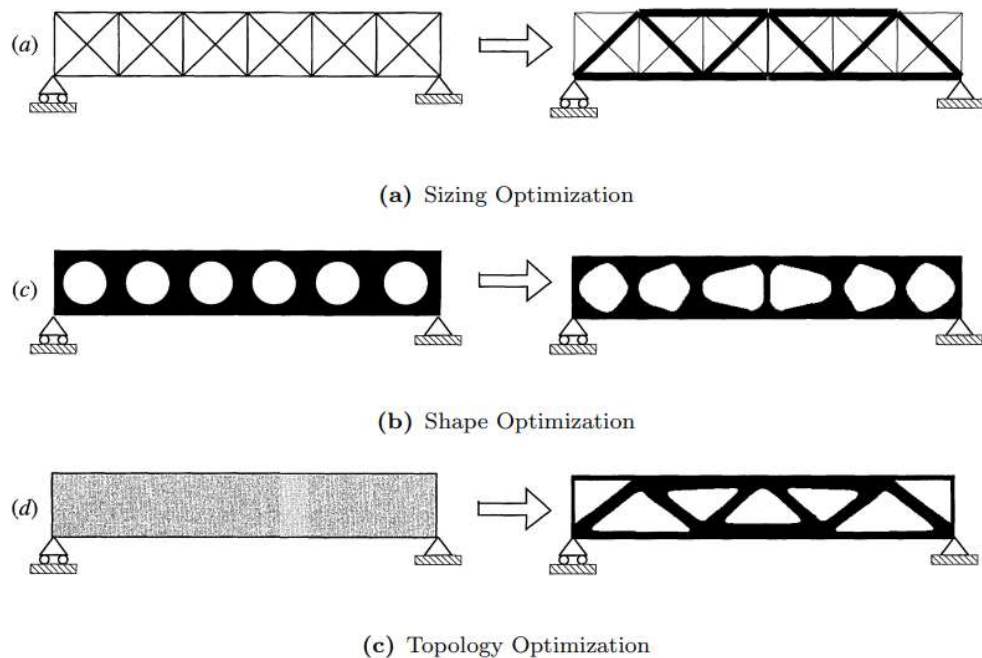 (a)
(a) Sizing Optimization
(c)
(b) Shape Optimization
(d)
(c) Topology Optimization